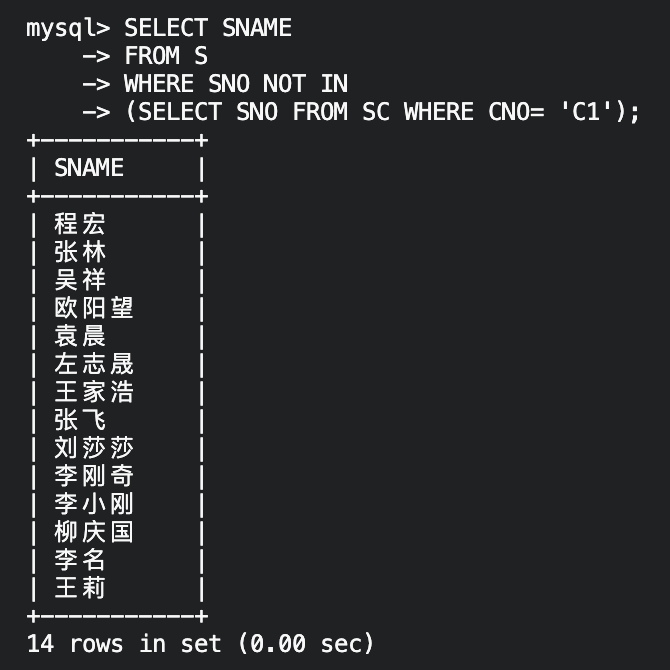 mysql> SELECT SNAME
    -> FROM S
    -> WHERE SNO NOT IN
    -> (SELECT SNO FROM SC WHERE CNO= 'C1');
+-----------+
| SNAME     |
+-----------+
| 程宏      |
| 张林      |
| 吴祥      |
| 欧阳望    |
| 袁晨      |
| 左志晟    |
| 王家浩    |
| 张飞      |
| 刘莎莎    |
| 李刚奇    |
| 李小刚    |
| 柳庆国    |
| 李名      |
| 王莉      |
+-----------+
14 rows in set (0.00 sec)